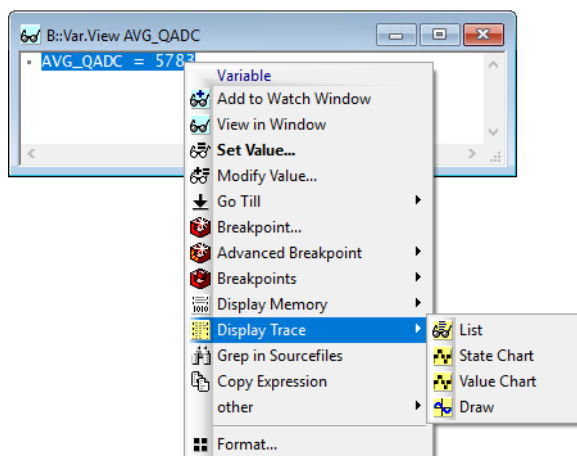 B::Var.View AVG_QADC
AVG_QADC = 5783
Variable
Add to Watch Window
View in Window
Set Value...
Modify Value...
Go Till
Breakpoint...
Advanced Breakpoint
Breakpoints
Display Memory
Display Trace
List
Grep in Sourcefiles
State Chart
Copy Expression
Value Chart
other
Draw
Format...